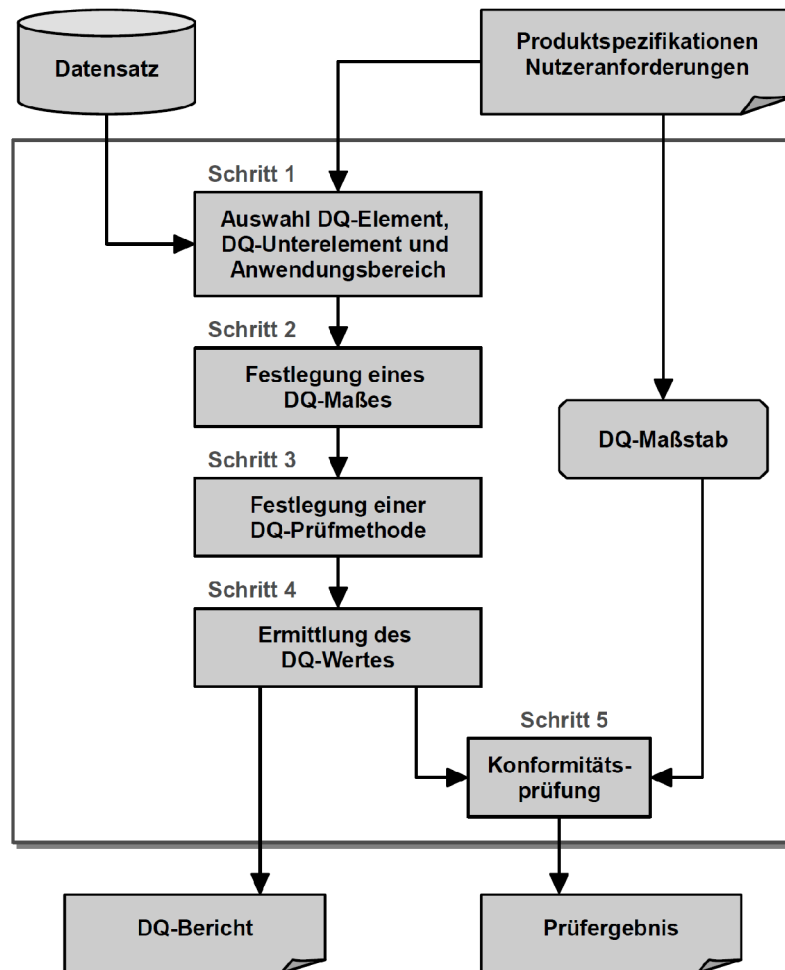 Datensatz
Produktspezifikationen
Nutzeranforderungen
Schritt 1
Auswahl DQ-Element,
DQ-Unterelement und
Anwendungsbereich
Schritt 2
Festlegung eines
DQ-Maßes
DQ-Maßstab
Schritt 3
Festlegung einer
DQ-Prüfmethode
Schritt 4
Ermittlung des
DQ-Wertes
Schritt 5
Konformitäts-
prüfung
DQ-Bericht
Prüfergebnis